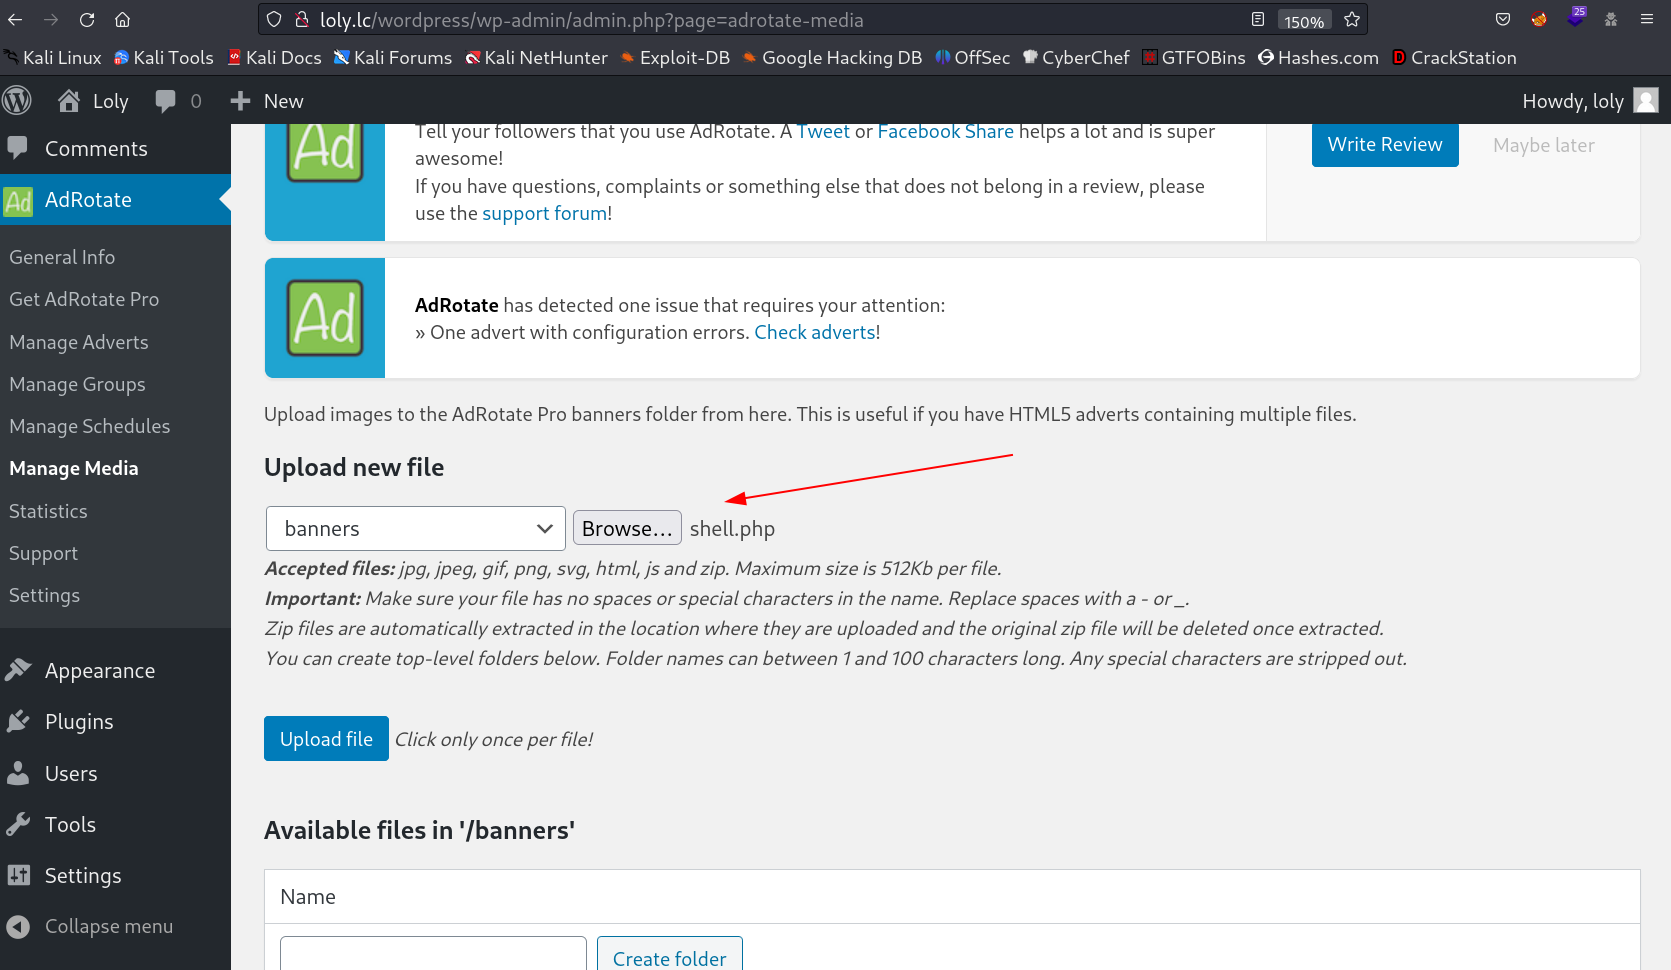 loly.lc/wordpress/wp-admin/admin.php?page=adrotate-media 150% 25
Kali Linux Kali Tools Kali Docs Kali Forums Kali NetHunter Exploit-DB Google Hacking DB OffSec CyberChef GTFOBins Hashes.com CrackStation
Loly 0 New Howdy, loly
Comments
AdRotate
General Info
Get AdRotate Pro
Manage Adverts
Manage Groups
Manage Schedules
Manage Media
Statistics
Support
Settings
Appearance
Plugins
Users
Tools
Settings
Collapse menu
Ad
Tell your followers that you use AdRotate. A Tweet or Facebook Share helps a lot and is super
awesome!
If you have questions, complaints or something else that does not belong in a review, please
use the support forum!
Write Review Maybe later
Ad
AdRotate has detected one issue that requires your attention:
» One advert with configuration errors. Check adverts!
Upload images to the AdRotate Pro banners folder from here. This is useful if you have HTML5 adverts containing multiple files.
Upload new file
banners Browse... shell.php
Accepted files: jpg, jpeg, gif, png, svg, html, js and zip. Maximum size is 512Kb per file.
Important: Make sure your file has no spaces or special characters in the name. Replace spaces with a - or _.
Zip files are automatically extracted in the location where they are uploaded and the original zip file will be deleted once extracted.
You can create top-level folders below. Folder names can between 1 and 100 characters long. Any special characters are stripped out.
Upload file Click only once per file!
Available files in '/banners'
Name
Create folder